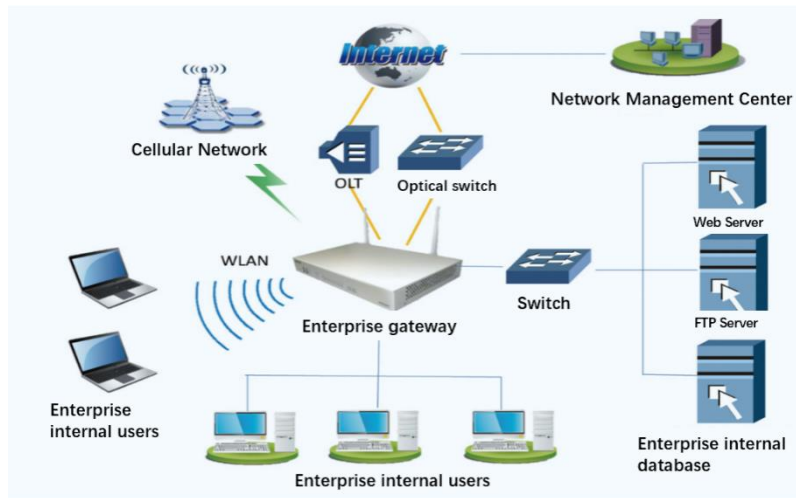 Internet
Network Management Center
Cellular Network
OLT
Optical switch
Web Server
WLAN
Switch
FTP Server
Enterprise gateway
Enterprise
internal users
Enterprise internal
database
Enterprise internal users